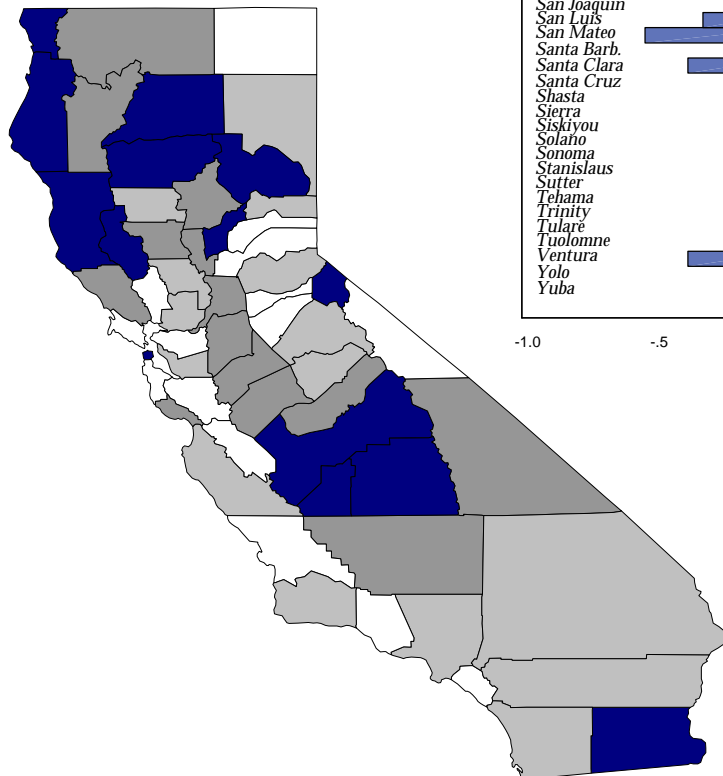 San Joaquin
San Luis
San Mateo
Santa Barb.
Santa Clara
Santa Cruz
Shasta
Sierra
Siskiyou
Solano
Sonoma
Stanislaus
Sutter
Tehama
Trinity
Tulare
Tuolomne
Ventura
Yolo
Yuba
-1.0 -.5